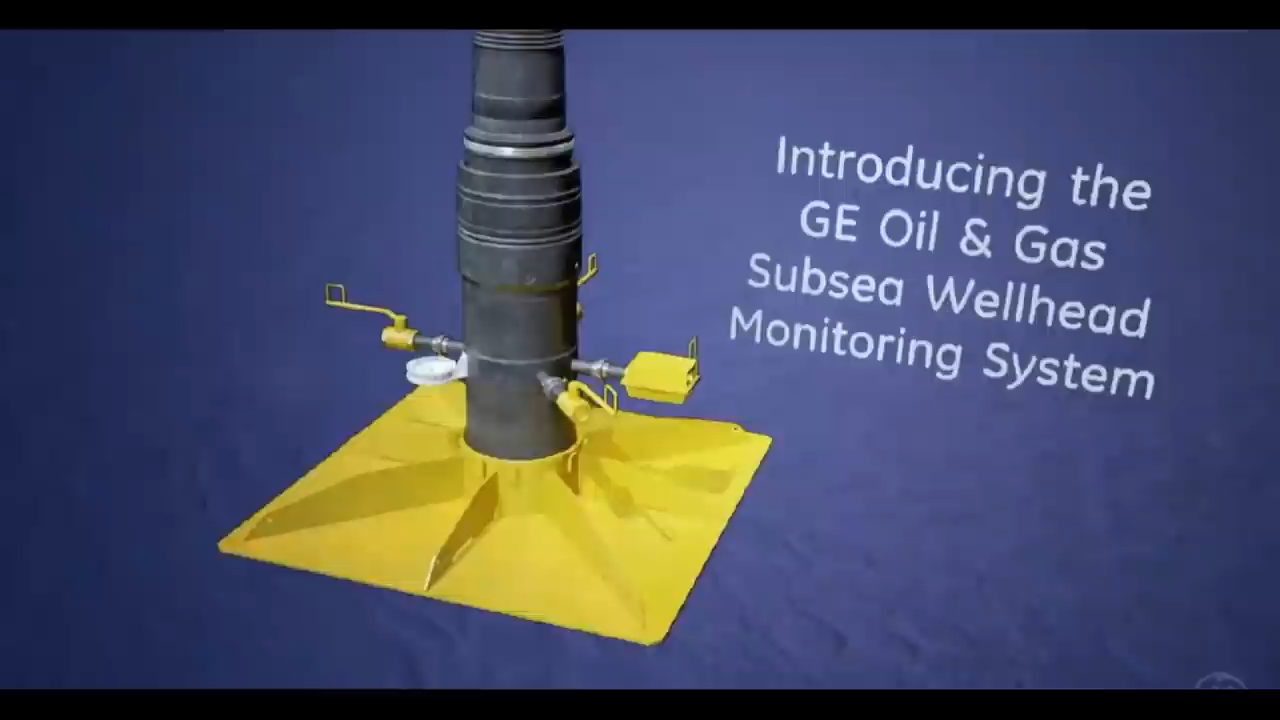 Introducing the
GE Oil & Gas
Subsea Wellhead
Monitoring System